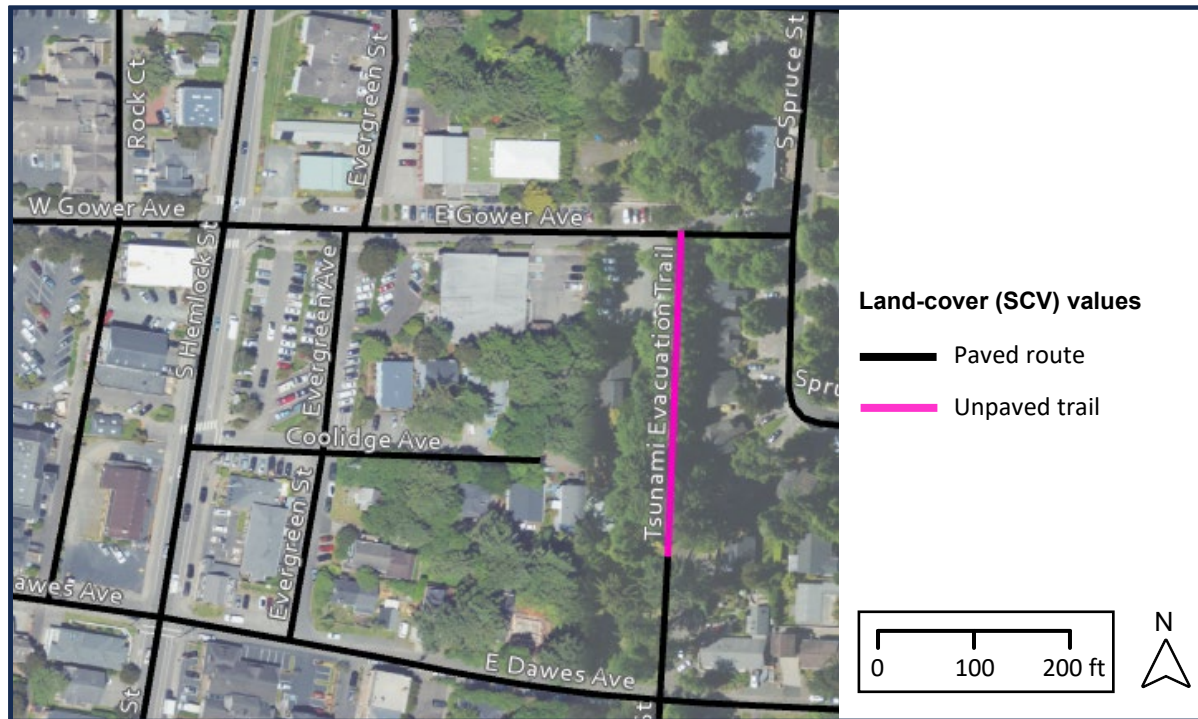 Rock Ct
Evergreen St
S Spruce St
W Gower Ave
E Gower Ave
S Hemlock St
Evergreen Ave
Tsunami Evacuation Trail
Spru
Coolidge Ave
Evergreen St
awes Ave
E Dawes Ave
St
St
Land-cover (SCV) values
Paved route
Unpaved trail
0 100 200 ft
N